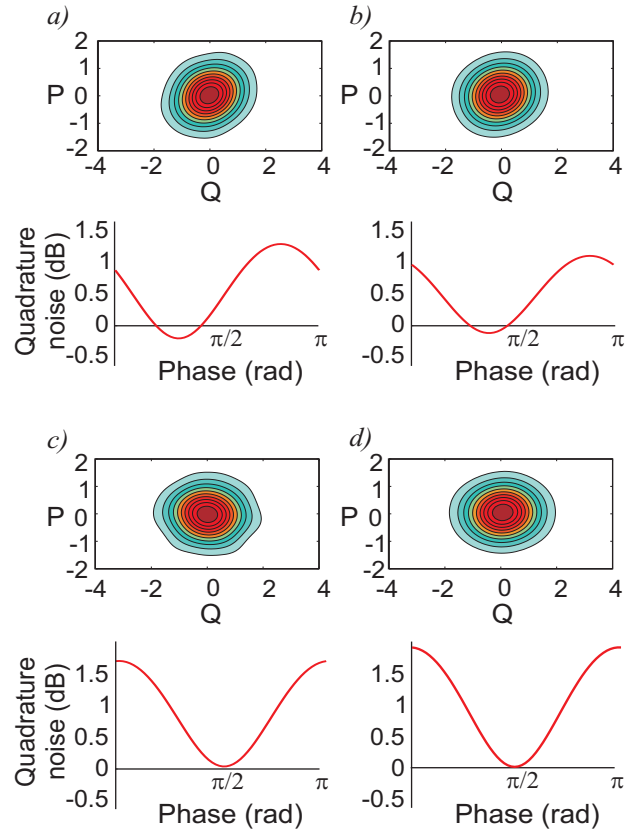 a)
2
1
P 0
-1
-2
-4 -2 0 2 4
Q
b)
2
1
P 0
-1
-2
-4 -2 0 2 4
Q
Quadrature
noise (dB)
1.5
1
0.5
0
-0.5
π/2 π
Phase (rad)
1.5
1
0.5
0
-0.5
π/2 π
Phase (rad)
c)
2
1
P 0
-1
-2
-4 -2 0 2 4
Q
d)
2
1
P 0
-1
-2
-4 -2 0 2 4
Q
Quadrature
noise (dB)
1.5
1
0.5
0
-0.5
π/2 π
Phase (rad)
1.5
1
0.5
0
-0.5
π/2 π
Phase (rad)